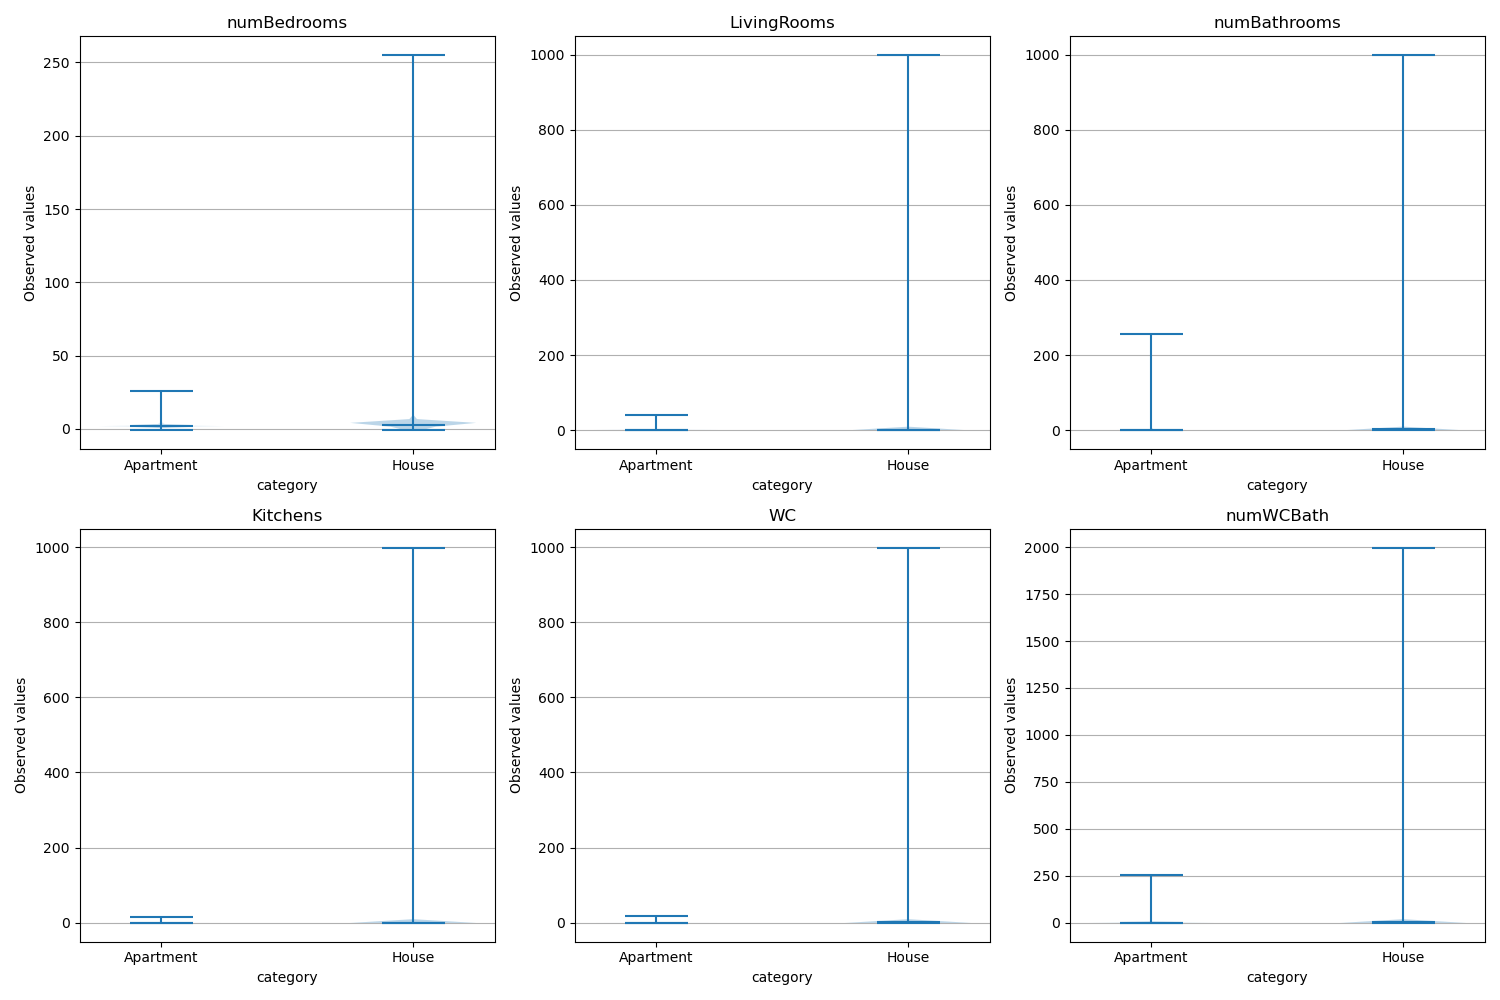 numBedrooms
250
200
150
100
50
0
Observed values
Apartment House
category
LivingRooms
1000
800
600
400
200
0
Observed values
Apartment House
category
numBathrooms
1000
800
600
400
200
0
Observed values
Apartment House
category
Kitchens
1000
800
600
400
200
0
Observed values
Apartment House
category
WC
1000
800
600
400
200
0
Observed values
Apartment House
category
numWCBath
2000
1750
1500
1250
1000
750
500
250
0
Observed values
Apartment House
category